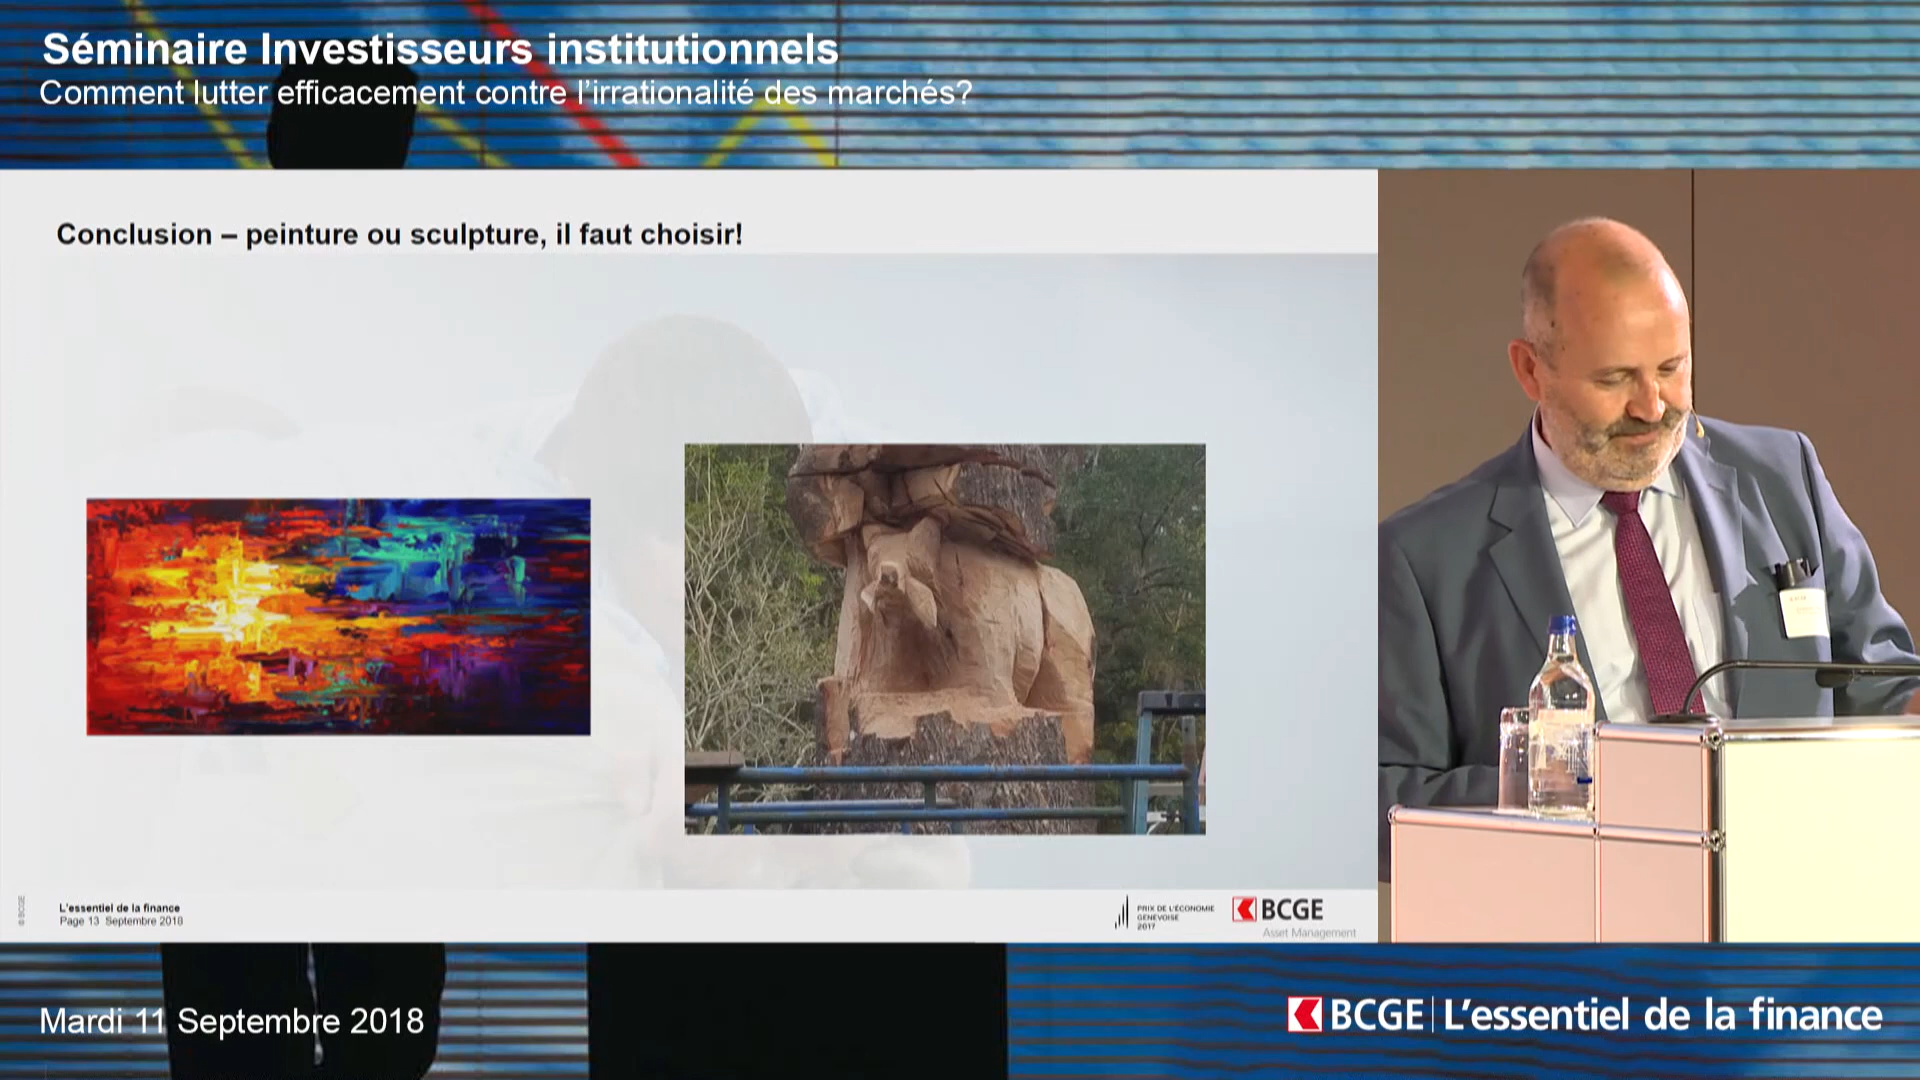 Séminaire Investisseurs institutionnels
Comment lutter efficacement contre l'irrationalité des marchés?
Conclusion – peinture ou sculpture, il faut choisir!
© BCGE
L'essentiel de la finance
Page 13 Septembre 2018
PRIX DE L'ÉCONOMIE
GENEVOISE
2017
BCGE
Asset Management
Mardi 11 Septembre 2018
BCGE | L'essentiel de la finance